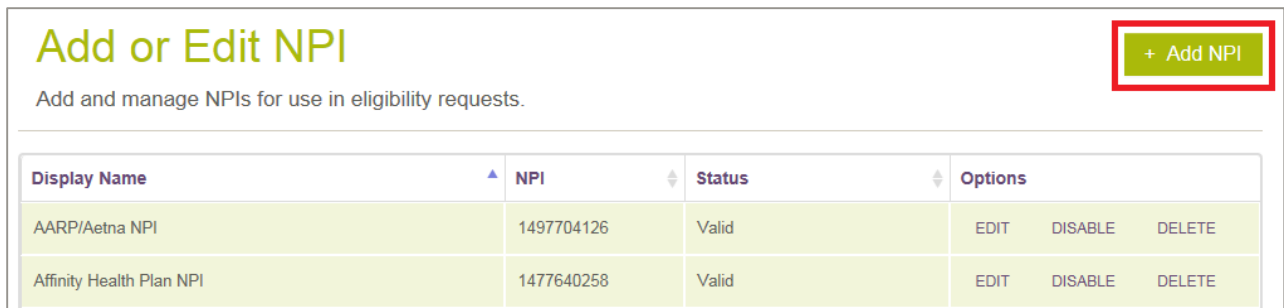 Add or Edit NPI
+ Add NPI
Add and manage NPIs for use in eligibility requests.
Display Name NPI Status Options
AARP/Aetna NPI 1497704126 Valid EDIT DISABLE DELETE
Affinity Health Plan NPI 1477640258 Valid EDIT DISABLE DELETE